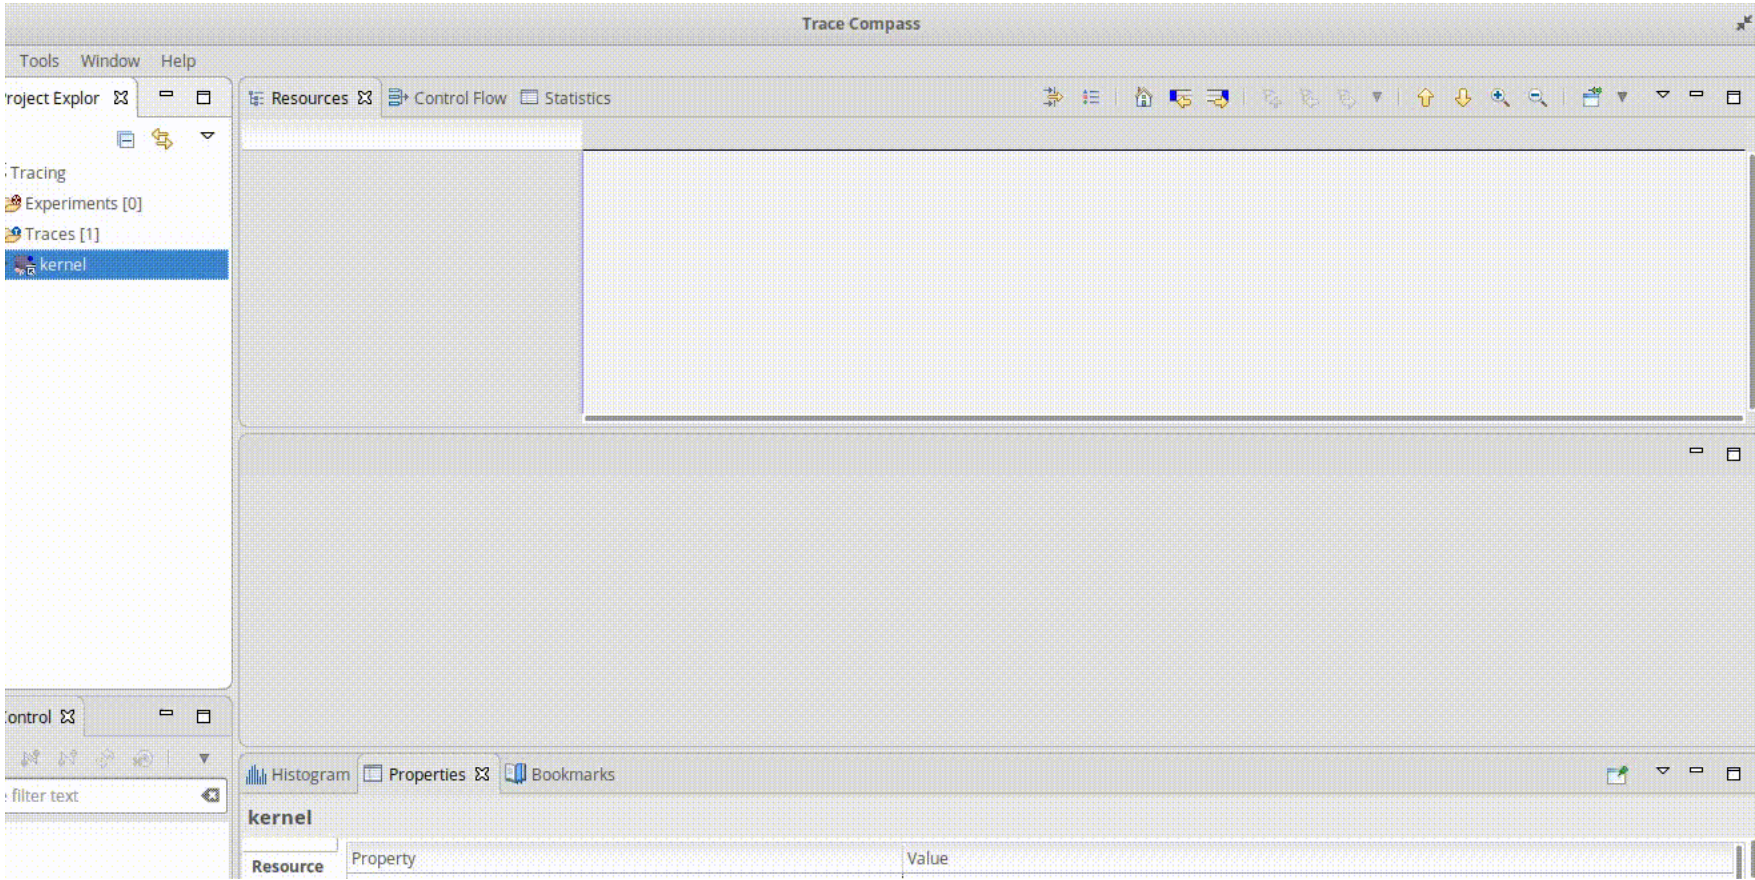 Trace Compass
Tools Window Help
roject Explor
Resources Control Flow Statistics
Tracing
Experiments [0]
Traces [1]
kernel
ontrol
filter text
Histogram Properties Bookmarks
kernel
Resource
Property Value